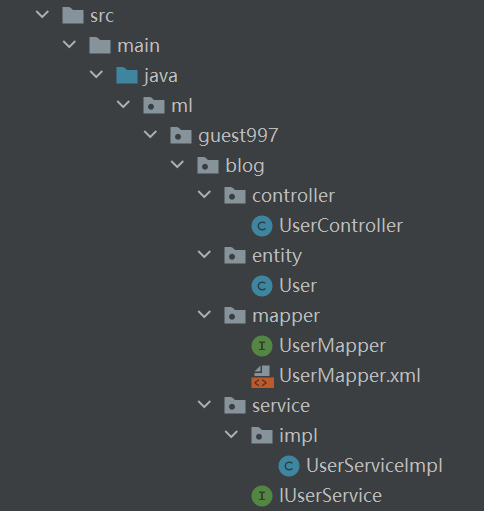 src
main
java
ml
guest997
blog
controller
UserController
entity
User
mapper
UserMapper
UserMapper.xml
service
impl
UserServiceImpl
IUserService